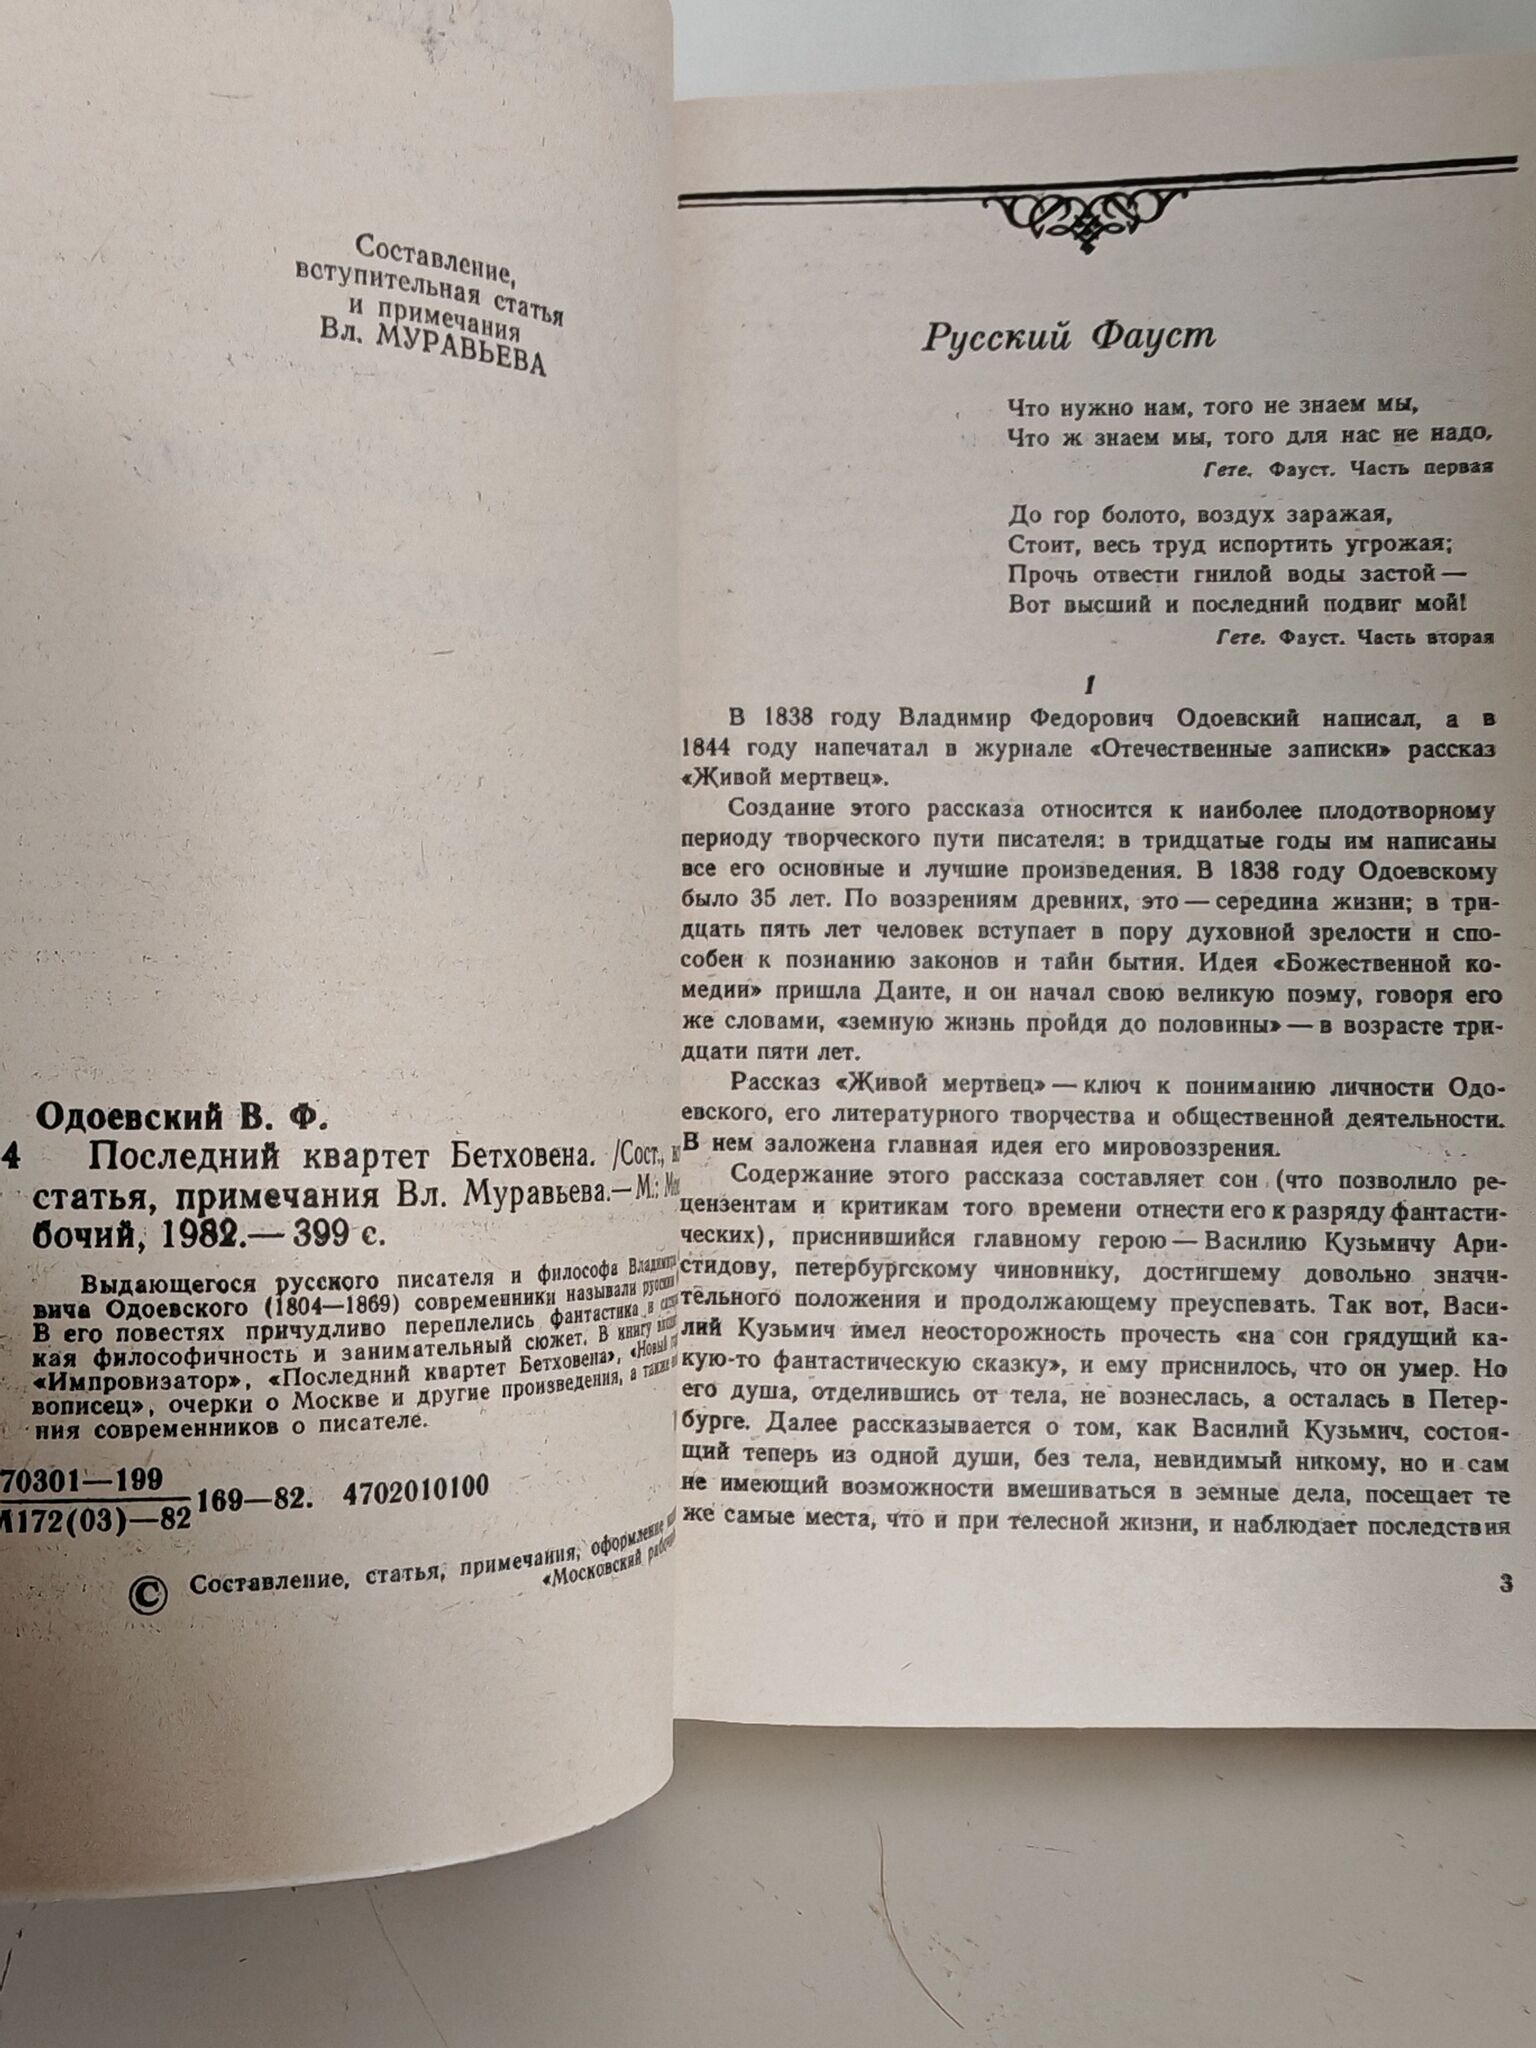 Составление,
вступительная статья
и примечания
Вл. МУРАВЬЕВА
Одоевский В. Ф.
4 Последний квартет Бетховена. /Сост.,
статья, примечания Вл. Муравьева.— М.:
бочий, 1982.— 399 с.
Выдающегося русского писателя и философа
вича Одоевского (1804—1869) современники называли
В его повестях причудливо переплелись фантастика и
кая философичность и занимательный сюжет. В книгу
«Импровизатор», «Последний квартет Бетховена», «Новый
вописец», очерки о Москве и другие произведения, а также
ния современников о писателе.
70301—199
М172(03)—82 169—82. 4702010100
© Составление, статья, примечания, оформление
«Московский
Русский Фауст
Что нужно нам, того не знаем мы,
Что ж знаем мы, того для нас не надо.
Гете. Фауст. Часть первая
До гор болото, воздух заражая,
Стоит, весь труд испортить угрожая;
Прочь отвести гнилой воды застой —
Вот высший и последний подвиг мой!
Гете. Фауст. Часть вторая
1
В 1838 году Владимир Федорович Одоевский написал, а в
1844 году напечатал в журнале «Отечественные записки» рассказ
«Живой мертвец».
Создание этого рассказа относится к наиболее плодотворному
периоду творческого пути писателя: в тридцатые годы им написаны
все его основные и лучшие произведения. В 1838 году Одоевскому
было 35 лет. По воззрениям древних, это — середина жизни; в три-
дцать пять лет человек вступает в пору духовной зрелости и спо-
собен к познанию законов и тайн бытия. Идея «Божественной ко-
медии» пришла Данте, и он начал свою великую поэму, говоря его
же словами, «земную жизнь пройдя до половины» — в возрасте три-
дцати пяти лет.
Рассказ «Живой мертвец» — ключ к пониманию личности Одо-
евского, его литературного творчества и общественной деятельности.
В нем заложена главная идея его мировоззрения.
Содержание этого рассказа составляет сон (что позволило ре-
цензентам и критикам того времени отнести его к разряду фантасти-
ческих), приснившийся главному герою — Василию Кузьмичу Ари-
стидову, петербургскому чиновнику, достигшему довольно значи-
тельного положения и продолжающему преуспевать. Так вот, Васи-
лий Кузьмич имел неосторожность прочесть «на сон грядущий ка-
кую-то фантастическую сказку», и ему приснилось, что он умер. Но
его душа, отделившись от тела, не вознеслась, а осталась в Петер-
бурге. Далее рассказывается о том, как Василий Кузьмич, состоя-
щий теперь из одной души, без тела, невидимый никому, но и сам
не имеющий возможности вмешиваться в земные дела, посещает те
же самые места, что и при телесной жизни, и наблюдает последствия
3